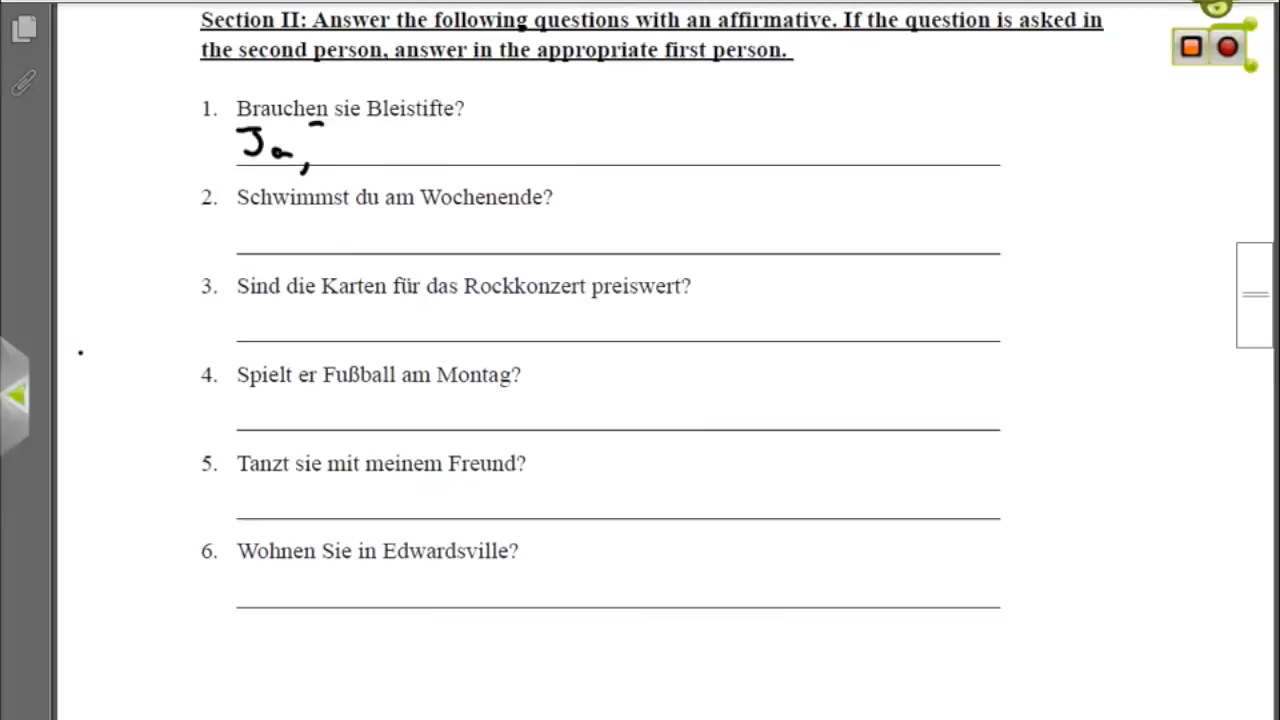 Section II: Answer the following questions with an affirmative. If the question is asked in
the second person, answer in the appropriate first person.
1. Brauchen sie Bleistifte?
Ja,
2. Schwimmst du am Wochenende?
3. Sind die Karten für das Rockkonzert preiswert?
4. Spielt er Fußball am Montag?
5. Tanzt sie mit meinem Freund?
6. Wohnen Sie in Edwardsville?